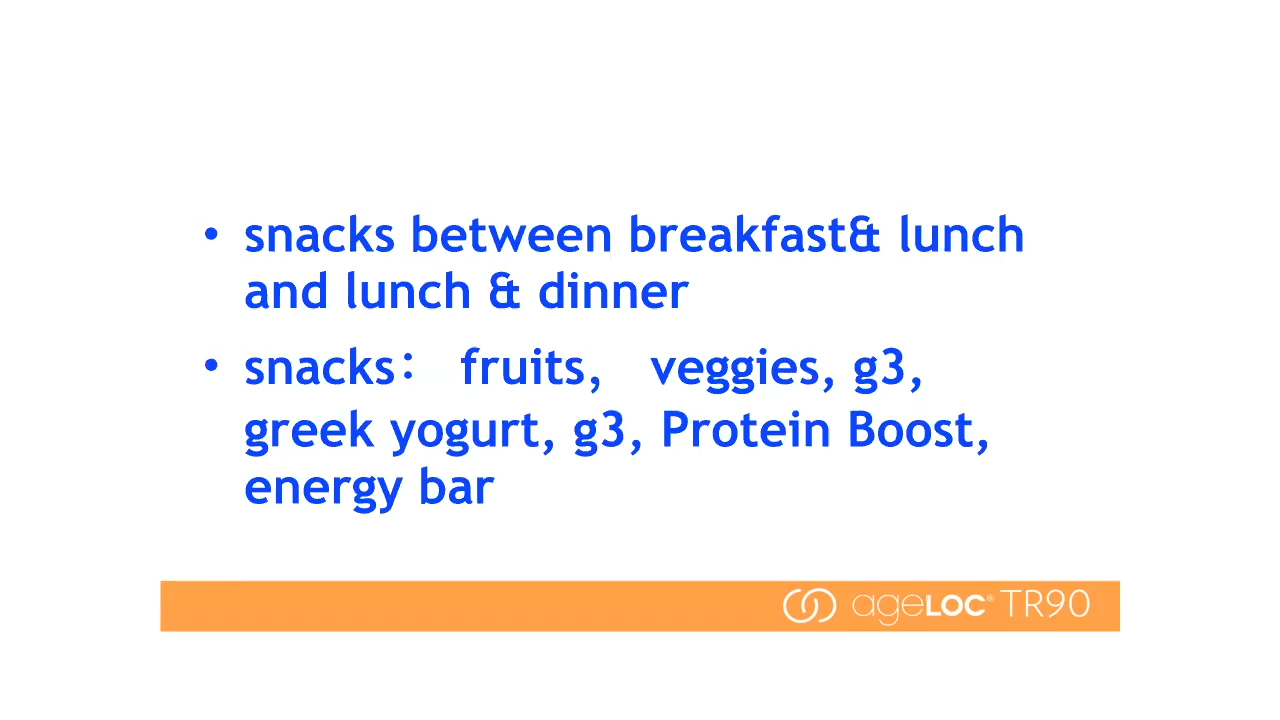 • snacks between breakfast& lunch
and lunch & dinner
• snacks： fruits， veggies, g3,
greek yogurt, g3, Protein Boost,
energy bar
ageLOC® TR90